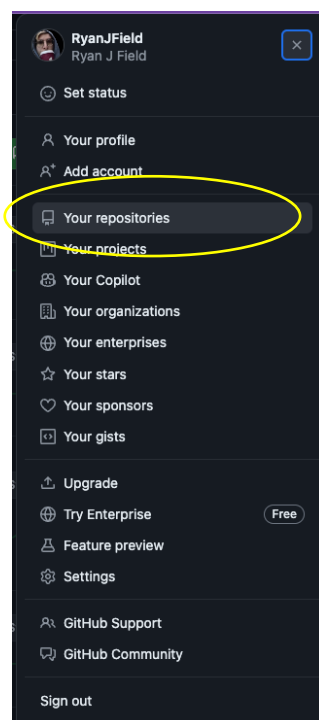 RyanJField
Ryan J Field
Set status
Your profile
Add account
Your repositories
Your projects
Your Copilot
Your organizations
Your enterprises
Your stars
Your sponsors
Your gists
Upgrade
Try Enterprise Free
Feature preview
Settings
GitHub Support
GitHub Community
Sign out